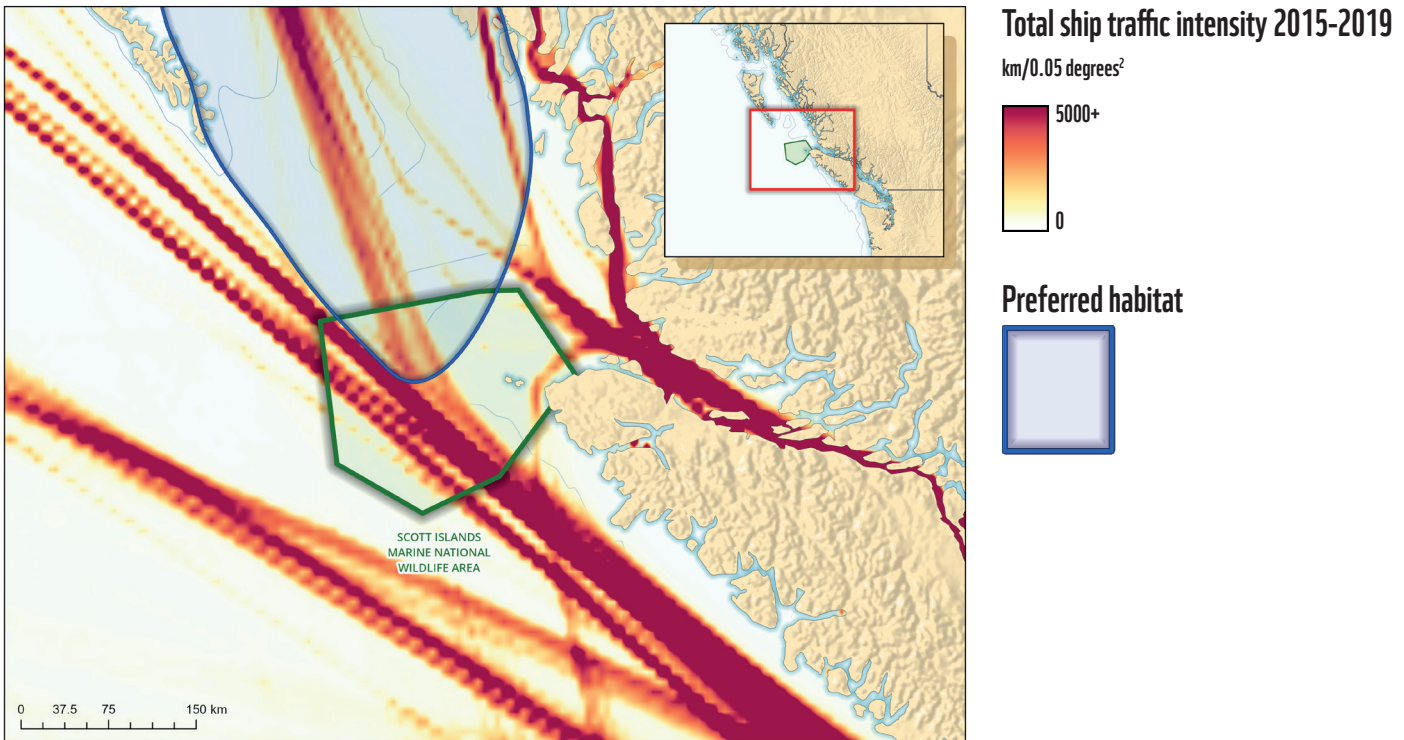 Total ship traffic intensity 2015-2019
km/0.05 degrees²
5000+
0
Preferred habitat
SCOTT ISLANDS
MARINE NATIONAL
WILDLIFE AREA
0 37.5 75 150 km